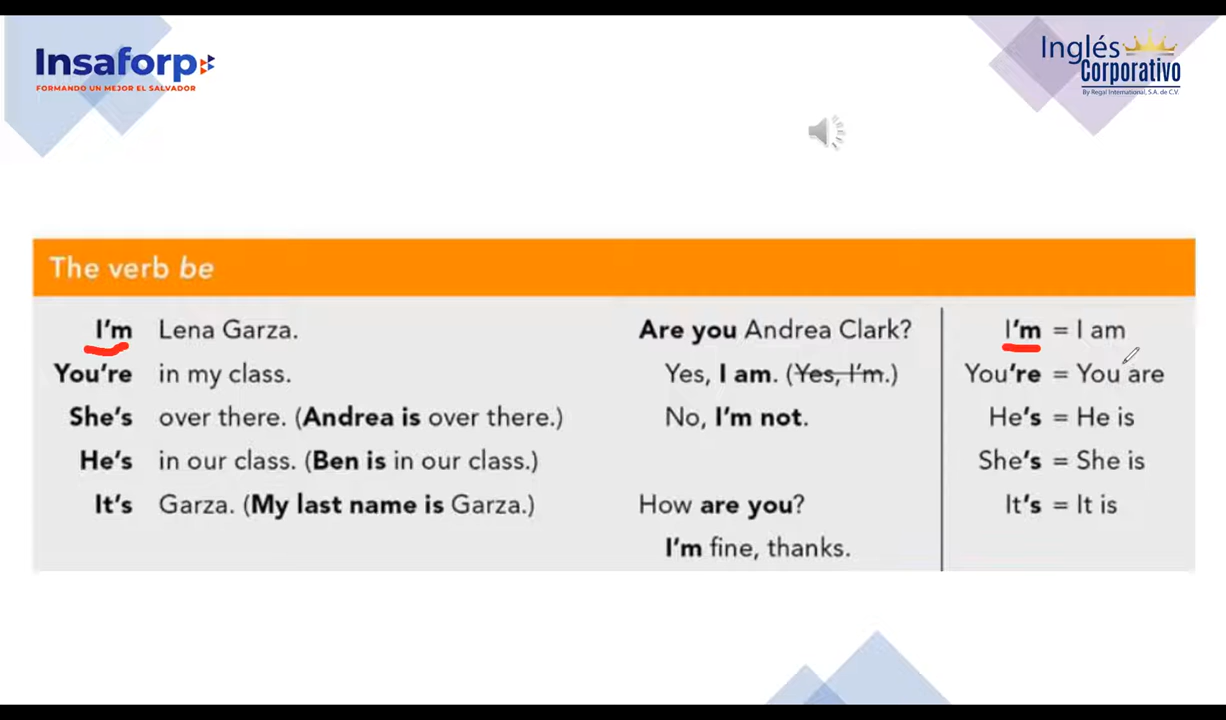 Insaforp
FORMANDO UN MEJOR EL SALVADOR
Inglés
Corporativo
By Regal International, S.A. de C.V.
The verb be
I'm Lena Garza.
You're in my class.
She's over there. (Andrea is over there.)
He's in our class. (Ben is in our class.)
It's Garza. (My last name is Garza.)
Are you Andrea Clark?
Yes, I am. (Yes, I'm.)
No, I'm not.
How are you?
I'm fine, thanks.
I'm = I am
You're = You are
He's = He is
She's = She is
It's = It is